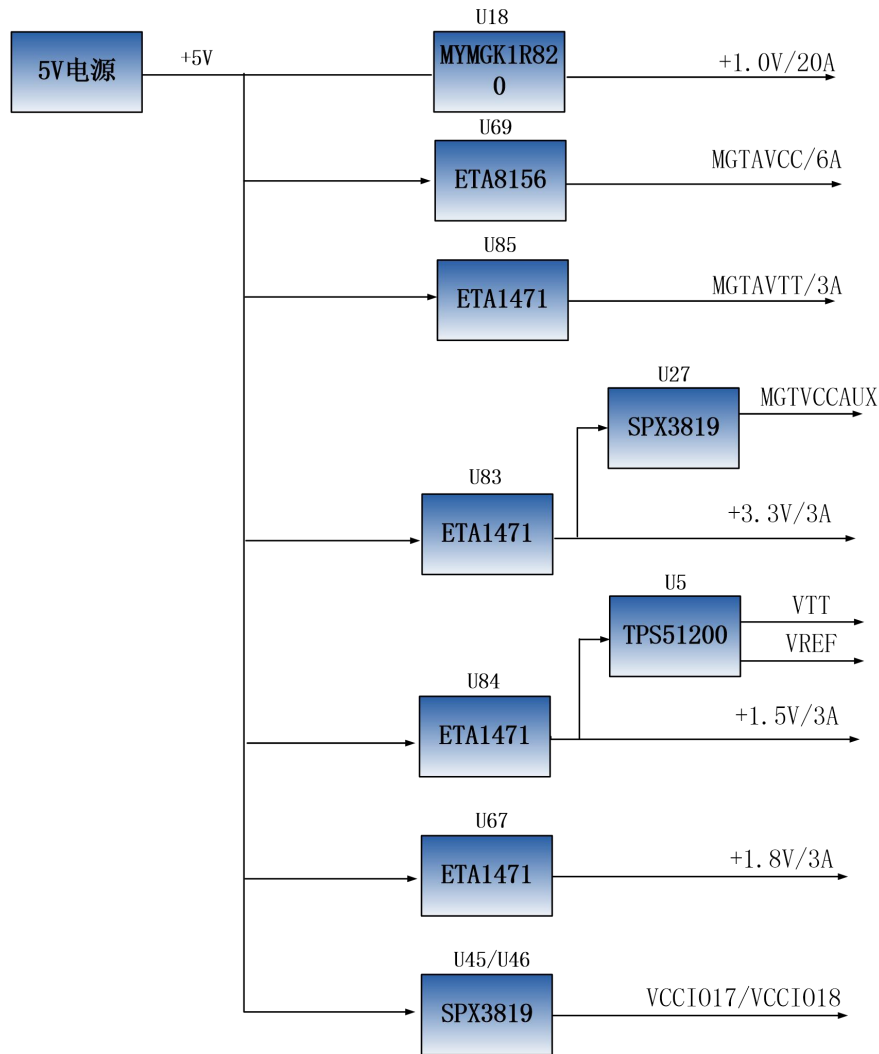 U18
5V电源
+5V
MYMGK1R82
0
+1.0V/20A
U69
ETA8156
MGTAVCC/6A
U85
ETA1471
MGTAVTT/3A
U27
SPX3819
MGTVCCAUX
U83
ETA1471
+3.3V/3A
U5
TPS51200
VTT
VREF
U84
ETA1471
+1.5V/3A
U67
ETA1471
+1.8V/3A
U45/U46
SPX3819
VCCIO17/VCCIO18